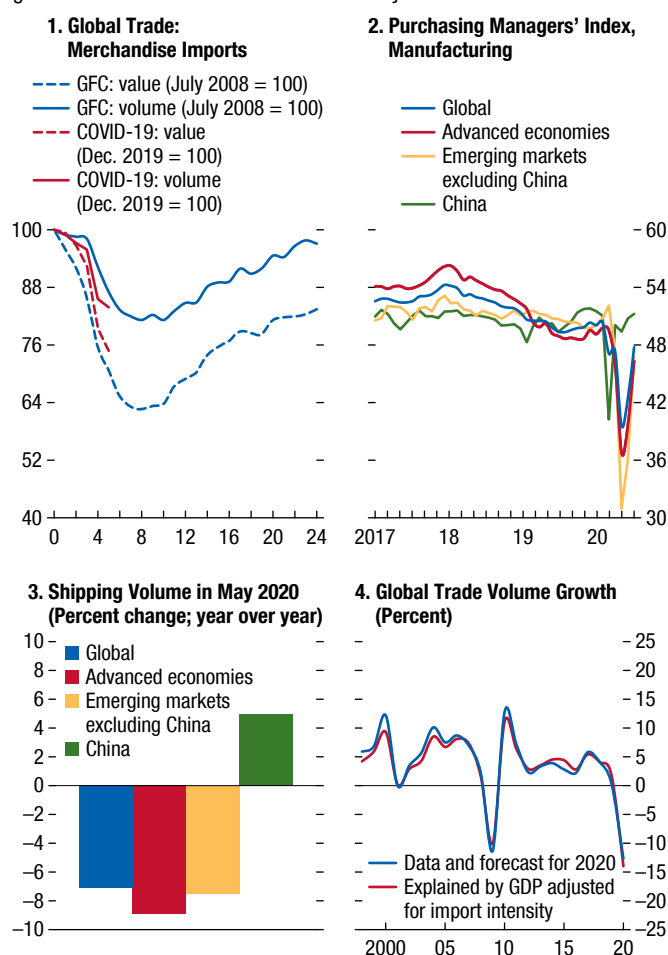 1. Global Trade:
Merchandise Imports
GFC: value (July 2008 = 100)
GFC: volume (July 2008 = 100)
COVID-19: value
(Dec. 2019 = 100)
COVID-19: volume
(Dec. 2019 = 100)
100
88
76
64
52
40
0 4 8 12 16 20 24
2. Purchasing Managers’ Index,
Manufacturing
Global
Advanced economies
Emerging markets
excluding China
China
60
54
48
42
36
30
2017 18 19 20
3. Shipping Volume in May 2020
(Percent change; year over year)
Global
Advanced economies
Emerging markets
excluding China
China
10
8
6
4
2
0
–2
–4
–6
–8
–10
4. Global Trade Volume Growth
(Percent)
25
20
15
10
5
0
–5
–10
–15
–20
–25
Data and forecast for 2020
Explained by GDP adjusted
for import intensity
2000 05 10 15 20